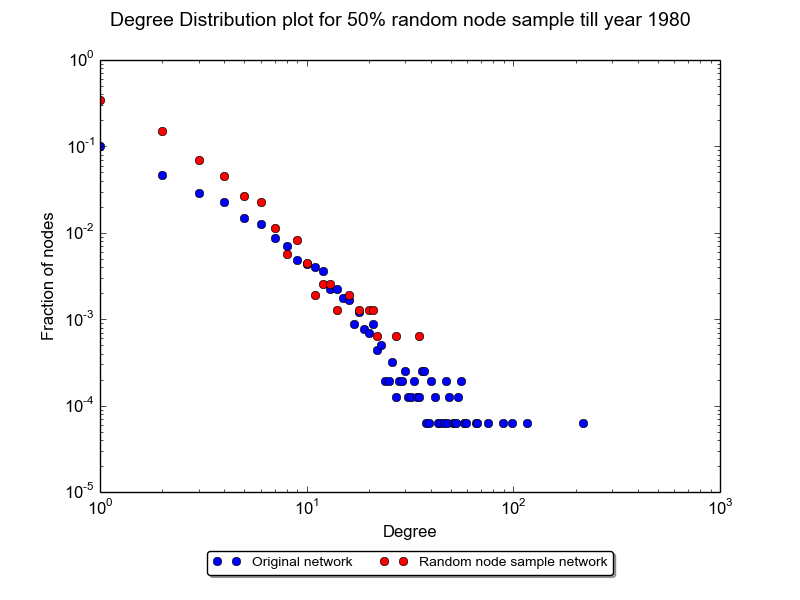 Degree Distribution plot for 50% random node sample till year 1980
10^0
10^-1
10^-2
10^-3
10^-4
10^-5
Fraction of nodes
10^0 10^1 10^2 10^3
Degree
Original network Random node sample network